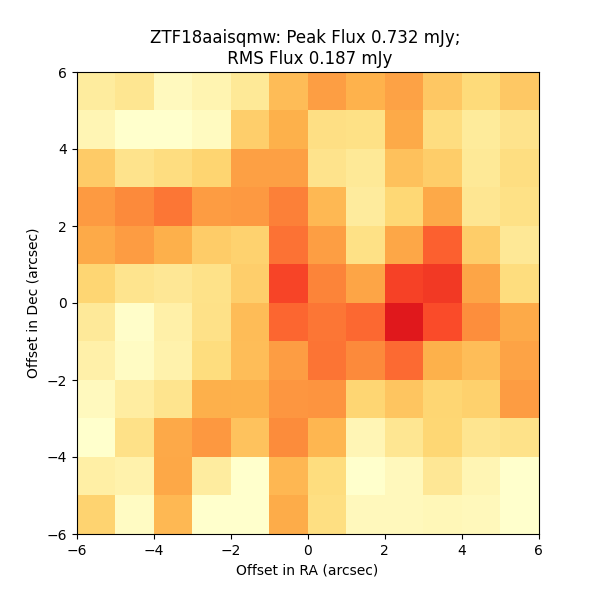 ZTF18aaisqmw: Peak Flux 0.732 mJy;
RMS Flux 0.187 mJy
Offset in Dec (arcsec)
6
4
2
0
−2
−4
−6
−6 −4 −2 0 2 4 6
Offset in RA (arcsec)